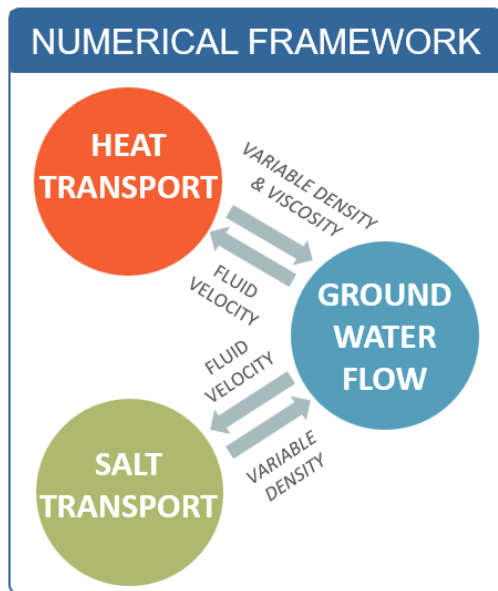 NUMERICAL FRAMEWORK
HEAT
TRANSPORT
VARIABLE DENSITY
& VISCOSITY
FLUID
VELOCITY
GROUND
WATER
FLOW
FLUID
VELOCITY
VARIABLE
DENSITY
SALT
TRANSPORT